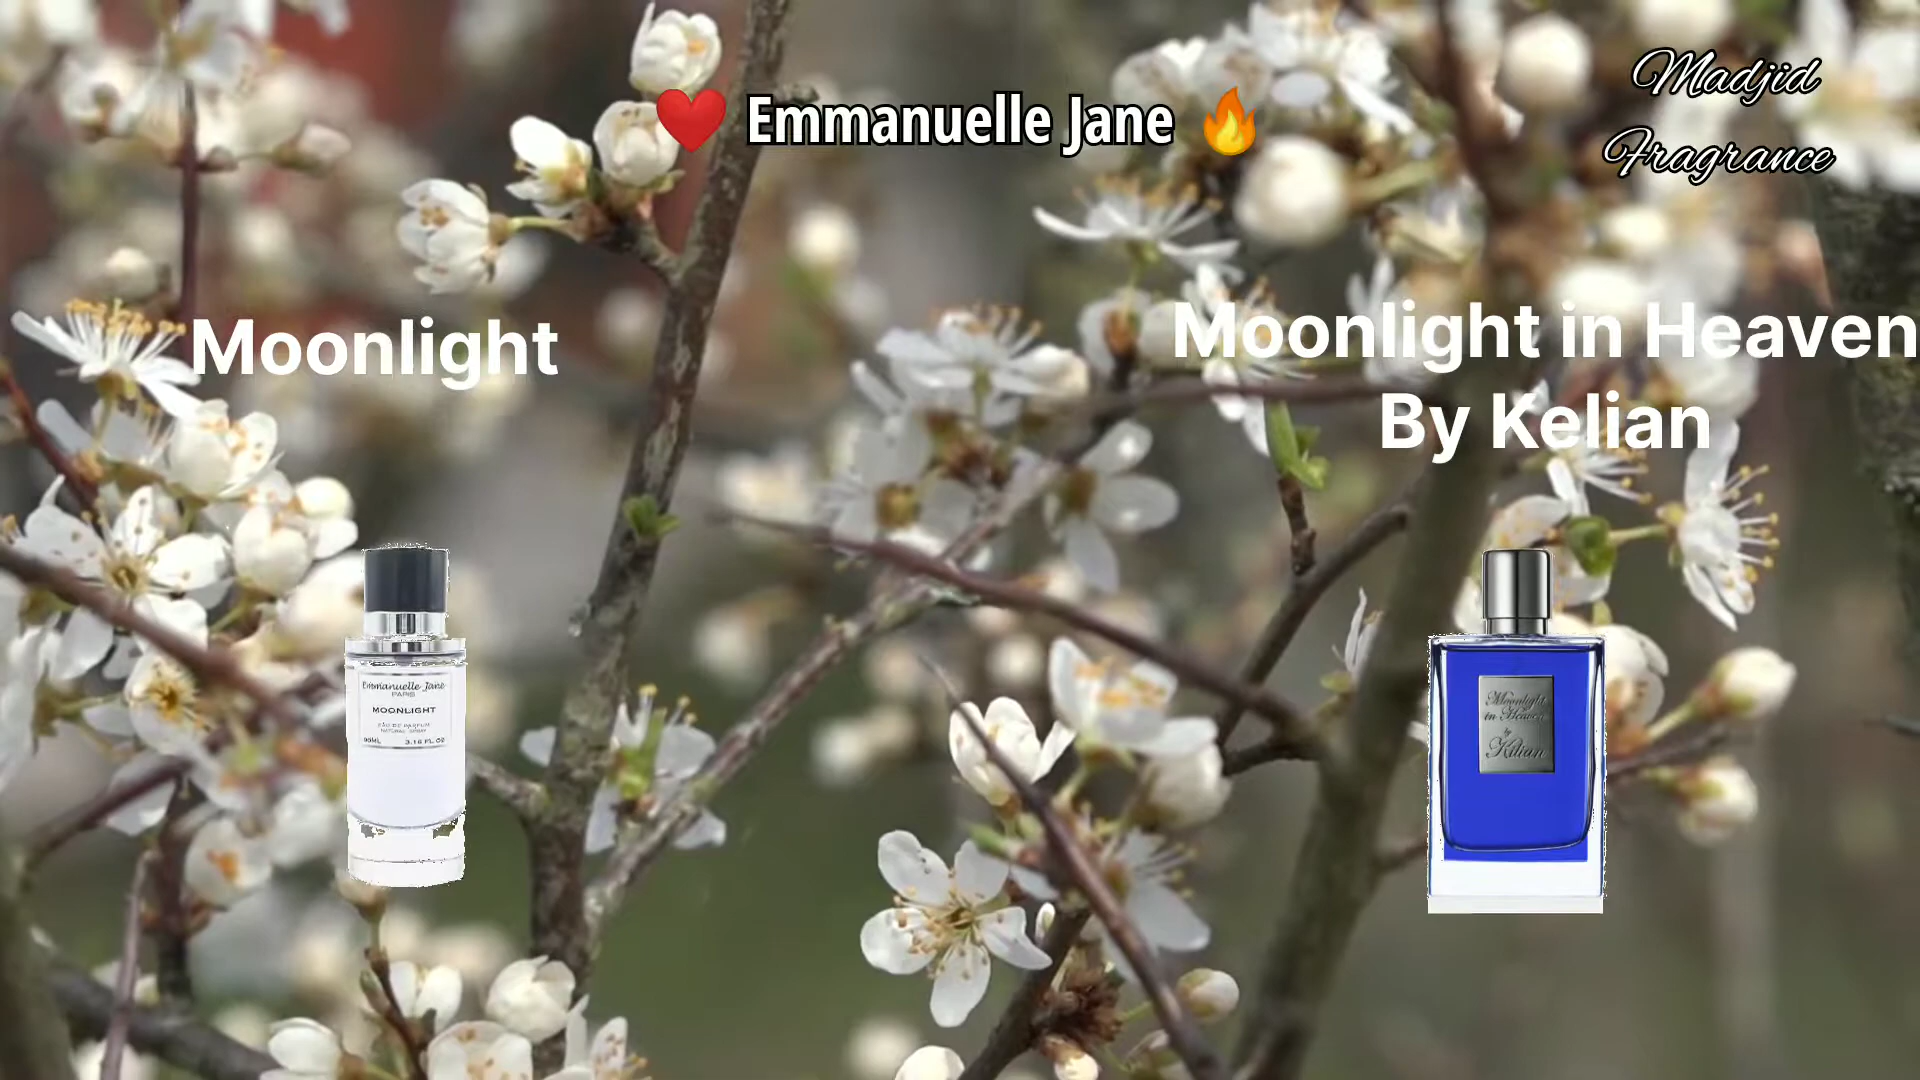 ❤️ Emmanuelle Jane 🔥
Madjid
Fragrance
Moonlight
Moonlight in Heaven
By Kelian
Emmanuelle Jane
PARIS
MOONLIGHT
EAU DE PARFUM
NATURAL SPRAY
3.16 FL.OZ
Moonlight
in Heaven
by
Kilian